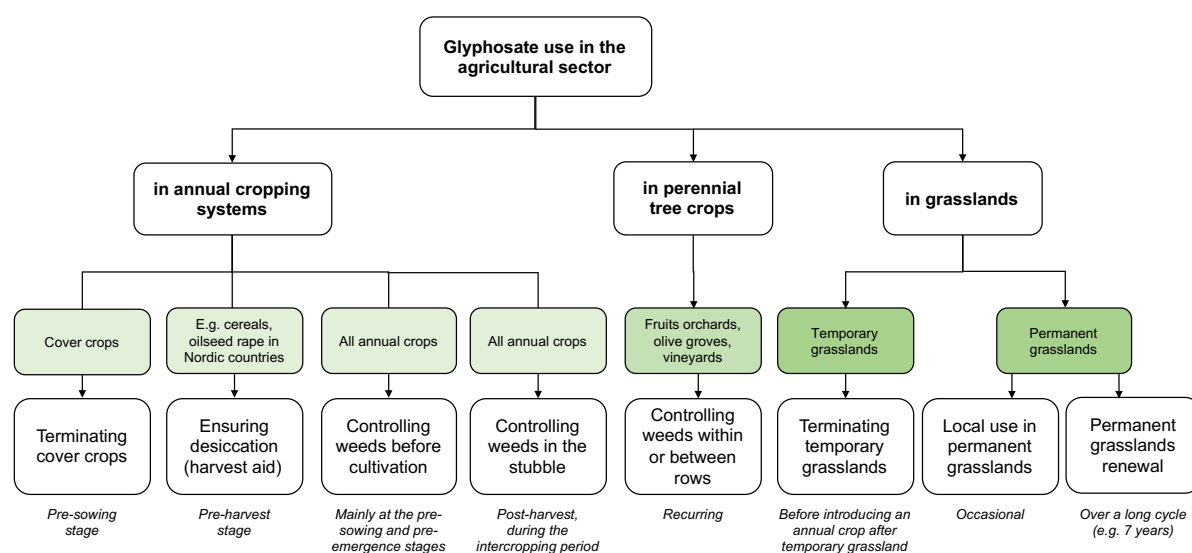 Glyphosate use in the
agricultural sector
in annual cropping
systems
in perennial
tree crops
in grasslands
Cover crops
E.g. cereals,
oilseed rape in
Nordic countries
All annual crops
All annual crops
Fruits orchards,
olive groves,
vineyards
Temporary
grasslands
Permanent
grasslands
Terminating
cover crops
Ensuring
desiccation
(harvest aid)
Controlling
weeds before
cultivation
Controlling
weeds in the
stubble
Controlling
weeds within
or between
rows
Terminating
temporary
grasslands
Local use in
permanent
grasslands
Permanent
grasslands
renewal
Pre-sowing
stage
Pre-harvest
stage
Mainly at the pre-
sowing and pre-
emergence stages
Post-harvest,
during the
intercropping period
Recurring
Before introducing an
annual crop after
temporary grassland
Occasional
Over a long cycle
(e.g. 7 years)